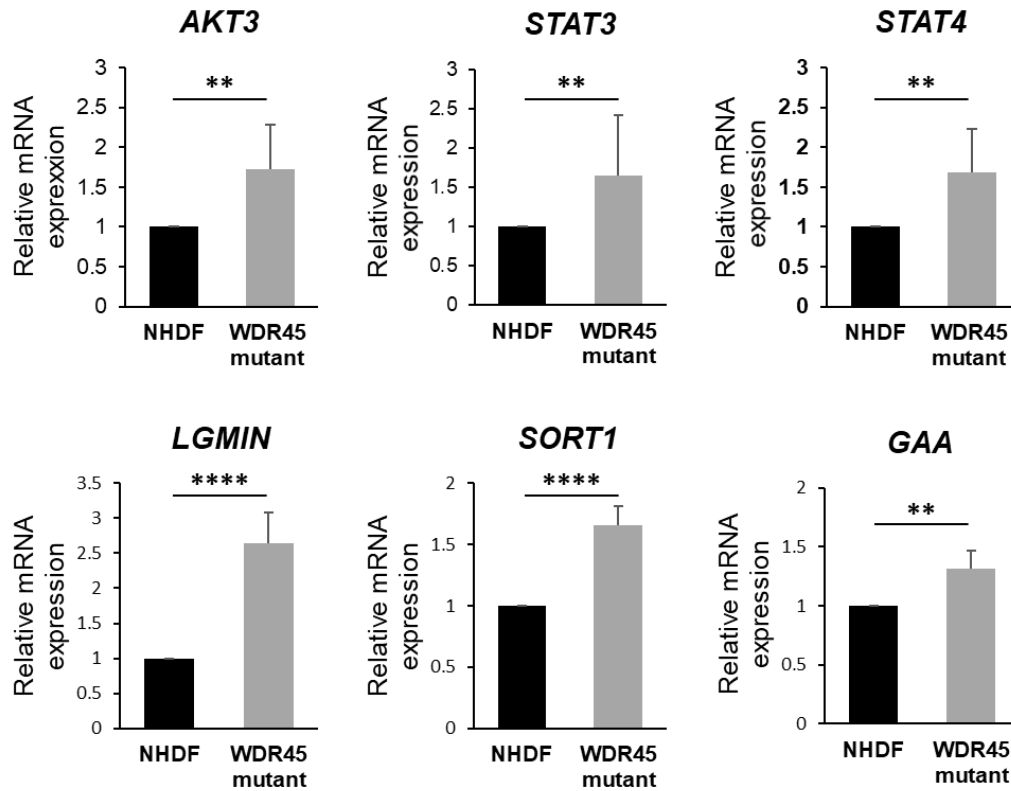 AKT3
Relative mRNA
exprexxion
3
2.5
2
1.5
1
0.5
0
**
NHDF
WDR45
mutant
STAT3
Relative mRNA
expression
3
2.5
2
1.5
1
0.5
0
**
NHDF
WDR45
mutant
STAT4
Relative mRNA
expression
3
2.5
2
1.5
1
0.5
0
**
NHDF
WDR45
mutant
LGMIN
Relative mRNA
expression
3.5
3
2.5
2
1.5
1
0.5
0
****
NHDF
WDR45
mutant
SORT1
Relative mRNA
expression
2
1.5
1
0.5
0
****
NHDF
WDR45
mutant
GAA
Relative mRNA
expression
2
1.5
1
0.5
0
**
NHDF
WDR45
mutant